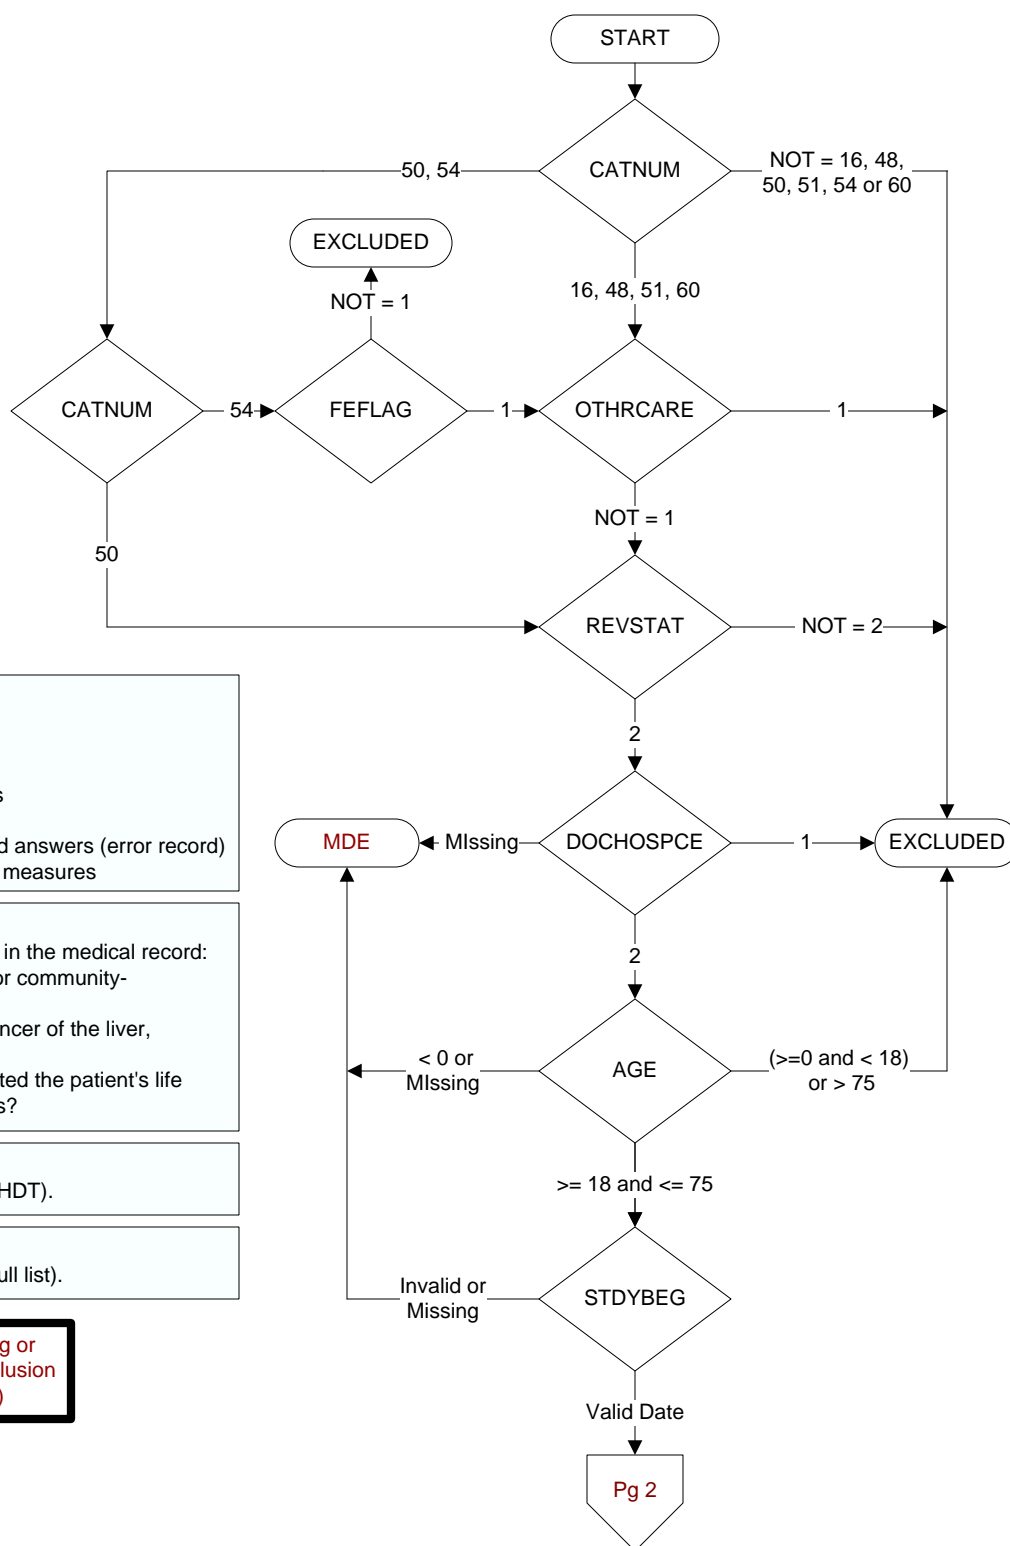 START
CATNUM
NOT = 16, 48,
50, 51, 54 or 60
50, 54
EXCLUDED
NOT = 1
16, 48, 51, 60
CATNUM
54
FEFLAG
1
OTHRCARE
1
NOT = 1
50
REVSTAT
NOT = 2
2
MDE
MIssing
DOCHOSPCE
1
EXCLUDED
2
< 0 or
MIssing
AGE
(>=0 and < 18)
or > 75
>= 18 and <= 75
Invalid or
Missing
STDYBEG
Valid Date
Pg 2
s
d answers (error record)
measures
in the medical record:
or community-
ncer of the liver,
ted the patient's life
s?
HDT).
ull list).
g or
lusion
)